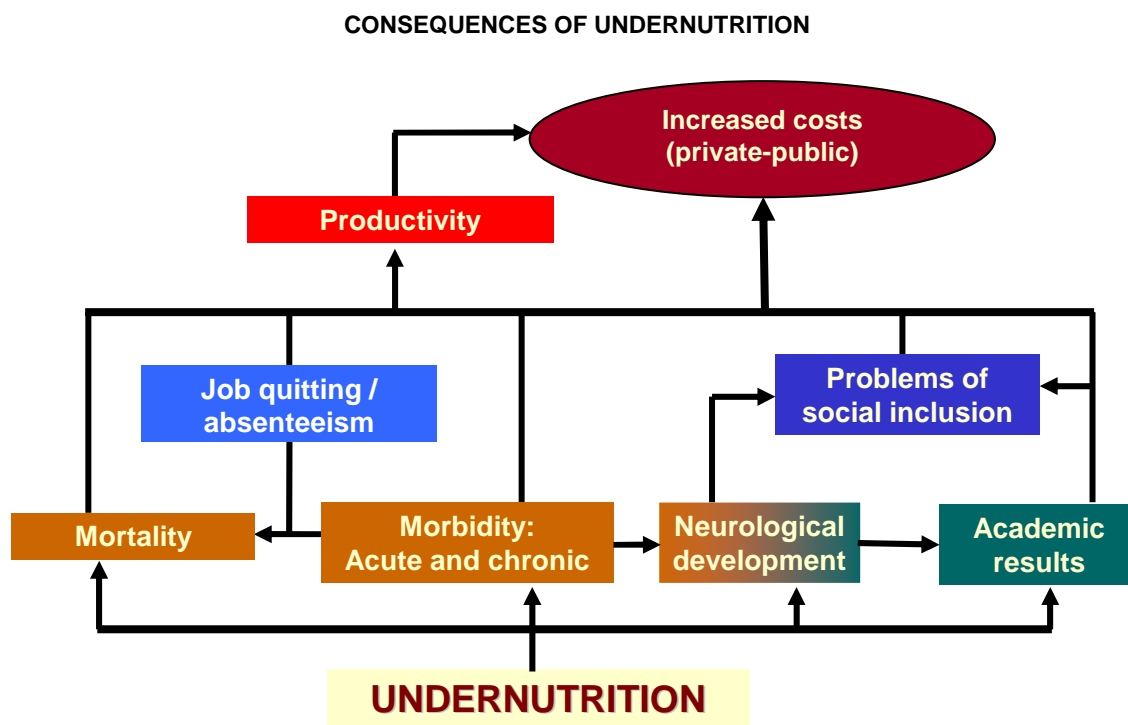 CONSEQUENCES OF UNDERNUTRITION
Increased costs
(private-public)
Productivity
Job quitting /
absenteeism
Problems of
social inclusion
Mortality
Morbidity:
Acute and chronic
Neurological
development
Academic
results
UNDERNUTRITION